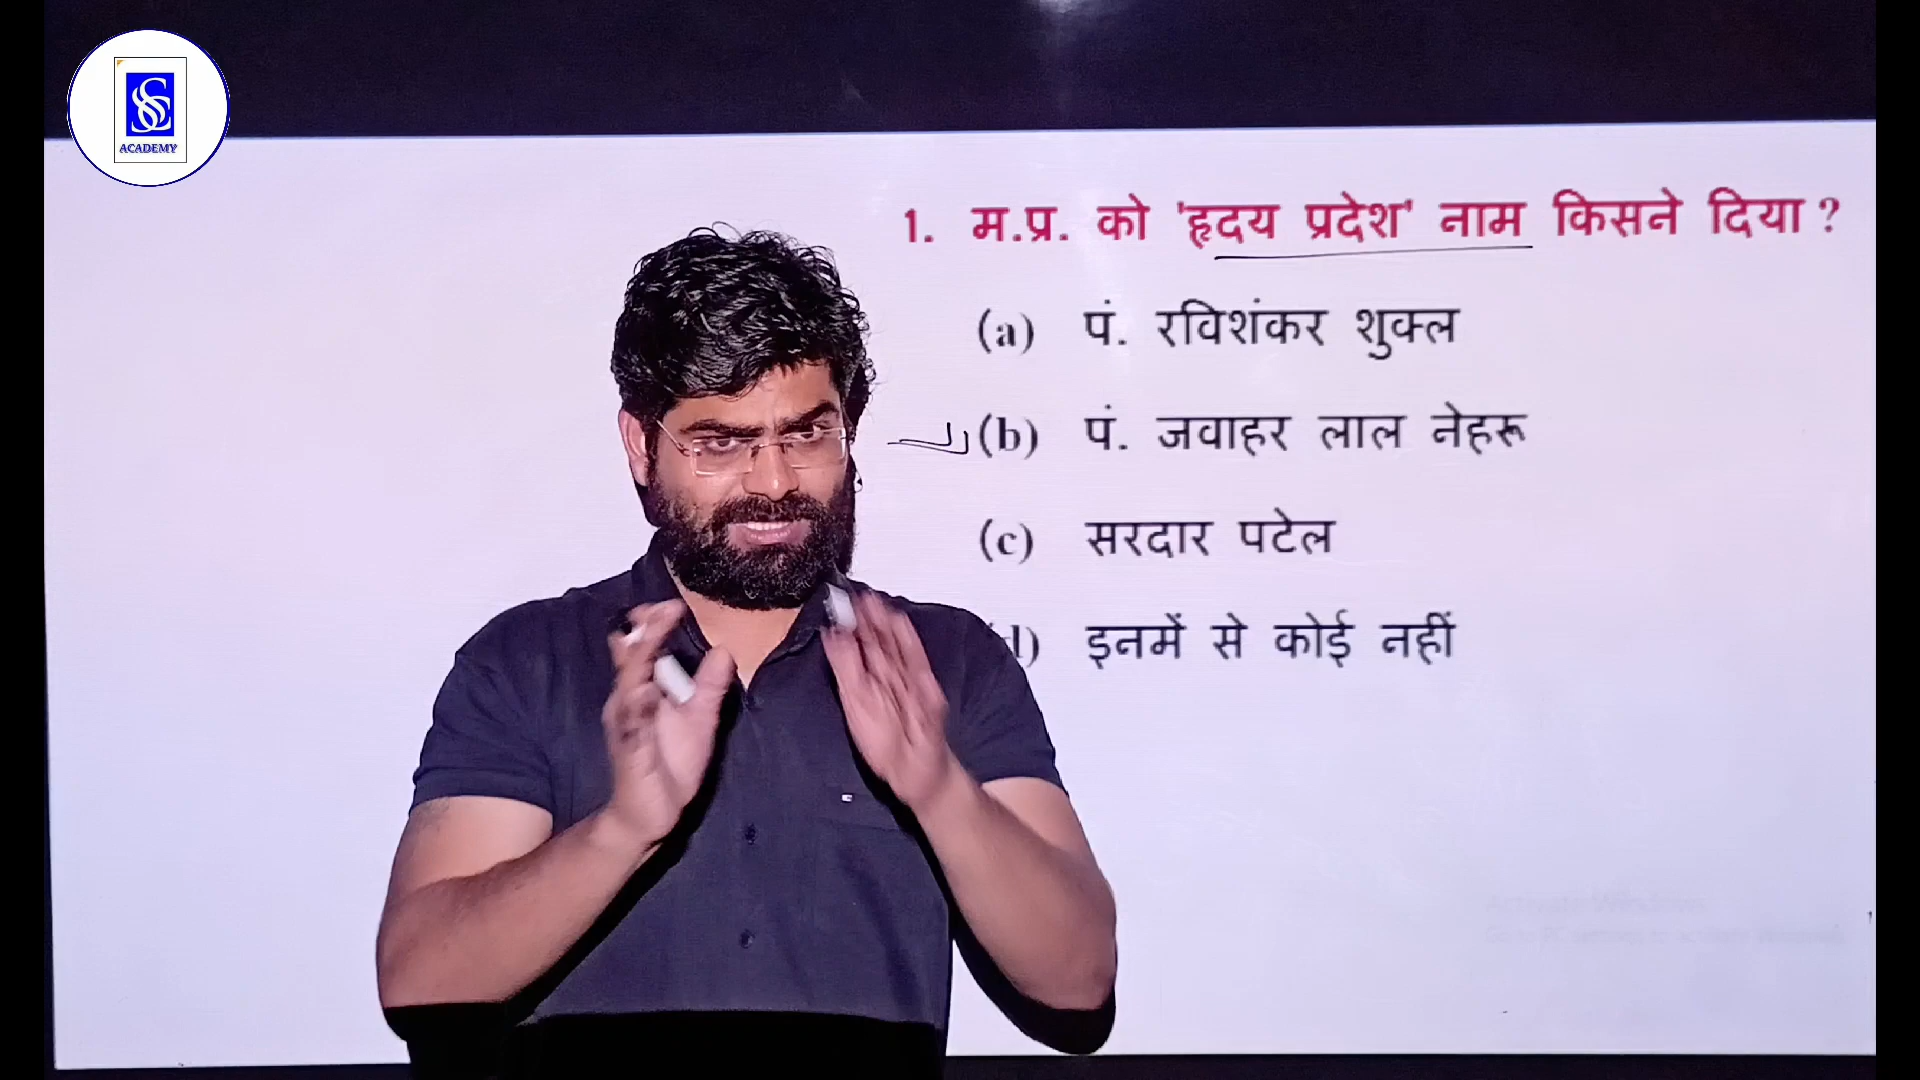 ACADEMY
1. म.प्र. को 'हृदय प्रदेश' नाम किसने दिया ?
(a) पं. रविशंकर शुक्ल
(b) पं. जवाहर लाल नेहरू
(c) सरदार पटेल
d) इनमें से कोई नहीं